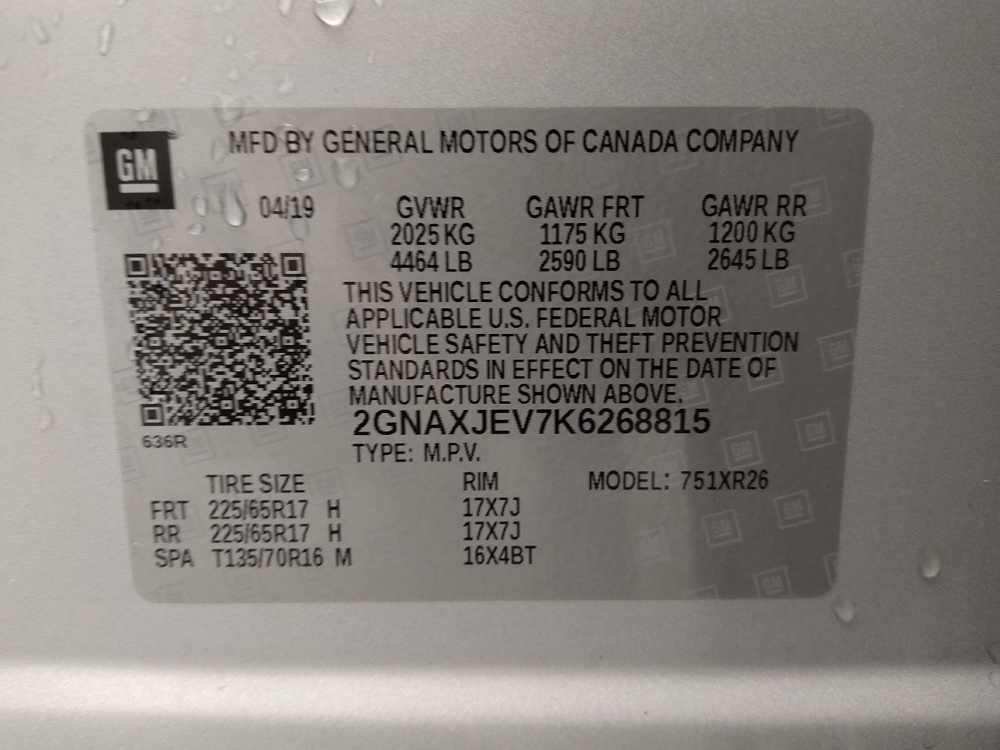 GM
MFD BY GENERAL MOTORS OF CANADA COMPANY
04/19 GVWR GAWR FRT GAWR RR
2025 KG 1175 KG 1200 KG
4464 LB 2590 LB 2645 LB
THIS VEHICLE CONFORMS TO ALL
APPLICABLE U.S. FEDERAL MOTOR
VEHICLE SAFETY AND THEFT PREVENTION
STANDARDS IN EFFECT ON THE DATE OF
MANUFACTURE SHOWN ABOVE.
2GNAXJEV7K6268815
636R
TYPE: M.P.V.
TIRE SIZE RIM MODEL: 751XR26
FRT 225/65R17 H 17X7J
RR 225/65R17 H 17X7J
SPA T135/70R16 M 16X4BT